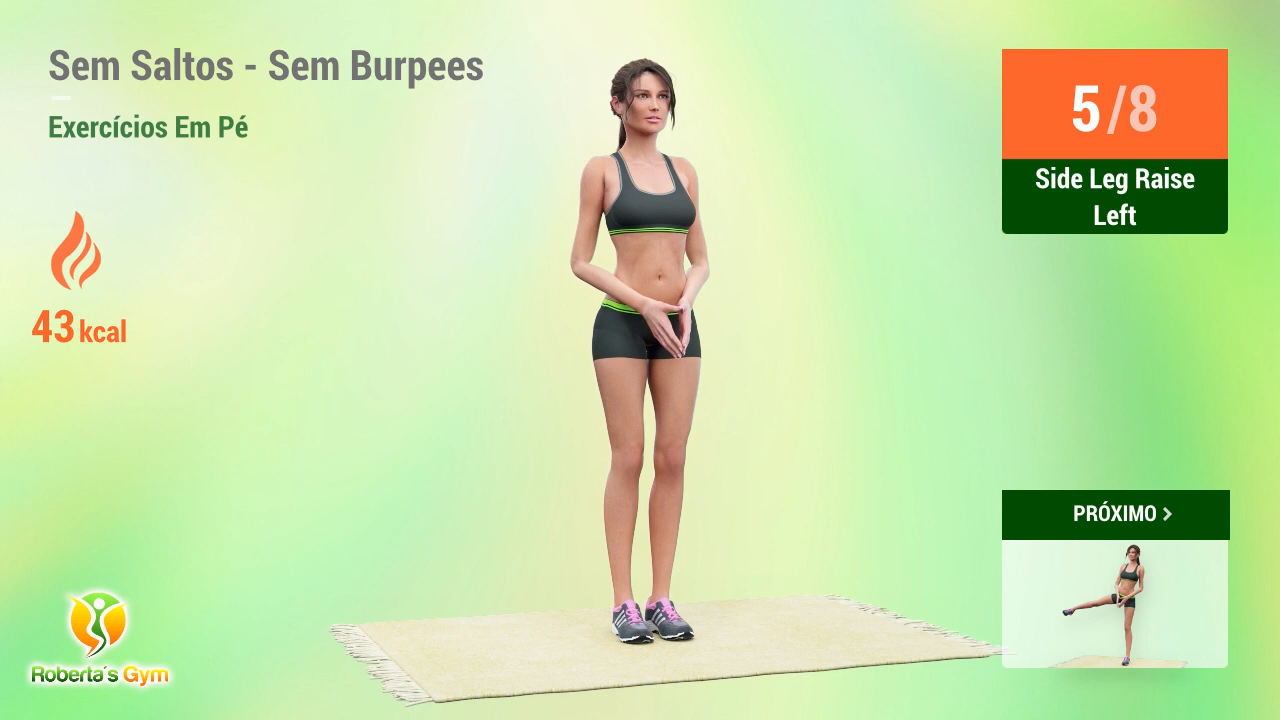 Sem Saltos - Sem Burpees
Exercícios Em Pé
5/8
Side Leg Raise
Left
43 kcal
PRÓXIMO >
Roberta´s Gym